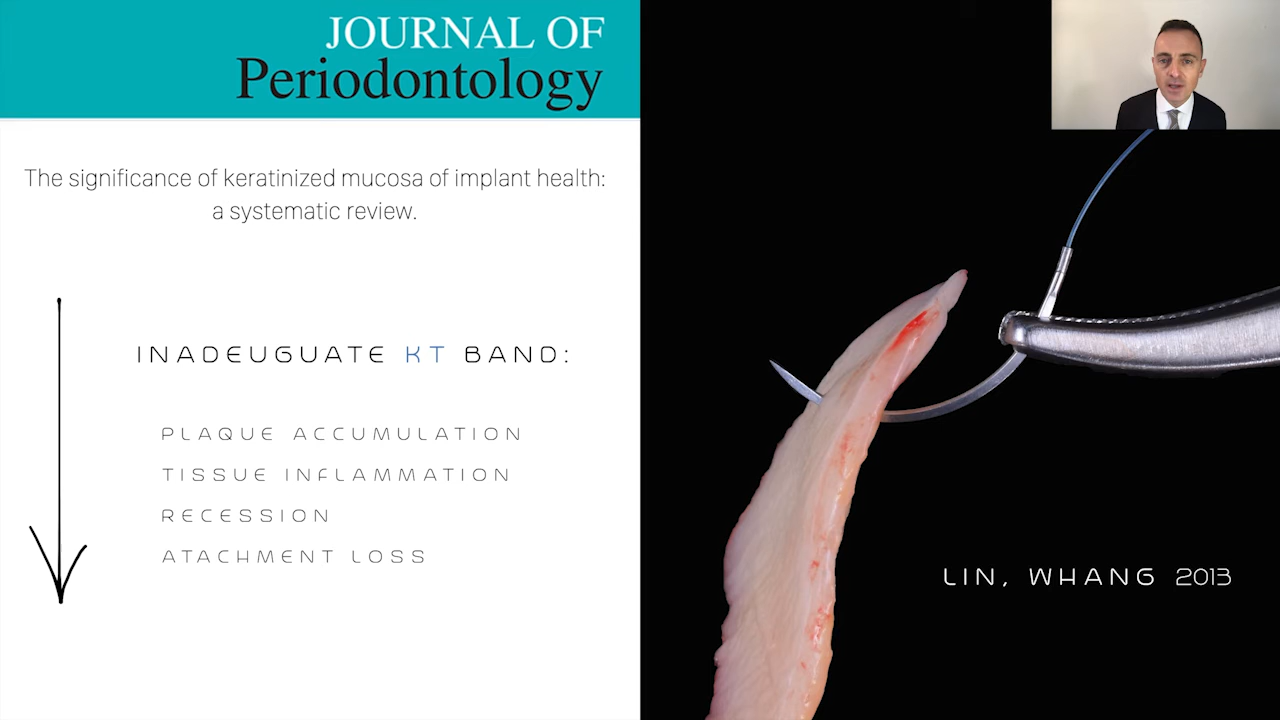 JOURNAL OF
Periodontology
The significance of keratinized mucosa of implant health:
a systematic review.
INADEUGUATE KT BAND:
PLAQUE ACCUMULATION
TISSUE INFLAMMATION
RECESSION
ATACHMENT LOSS
LIN, WHANG 2013